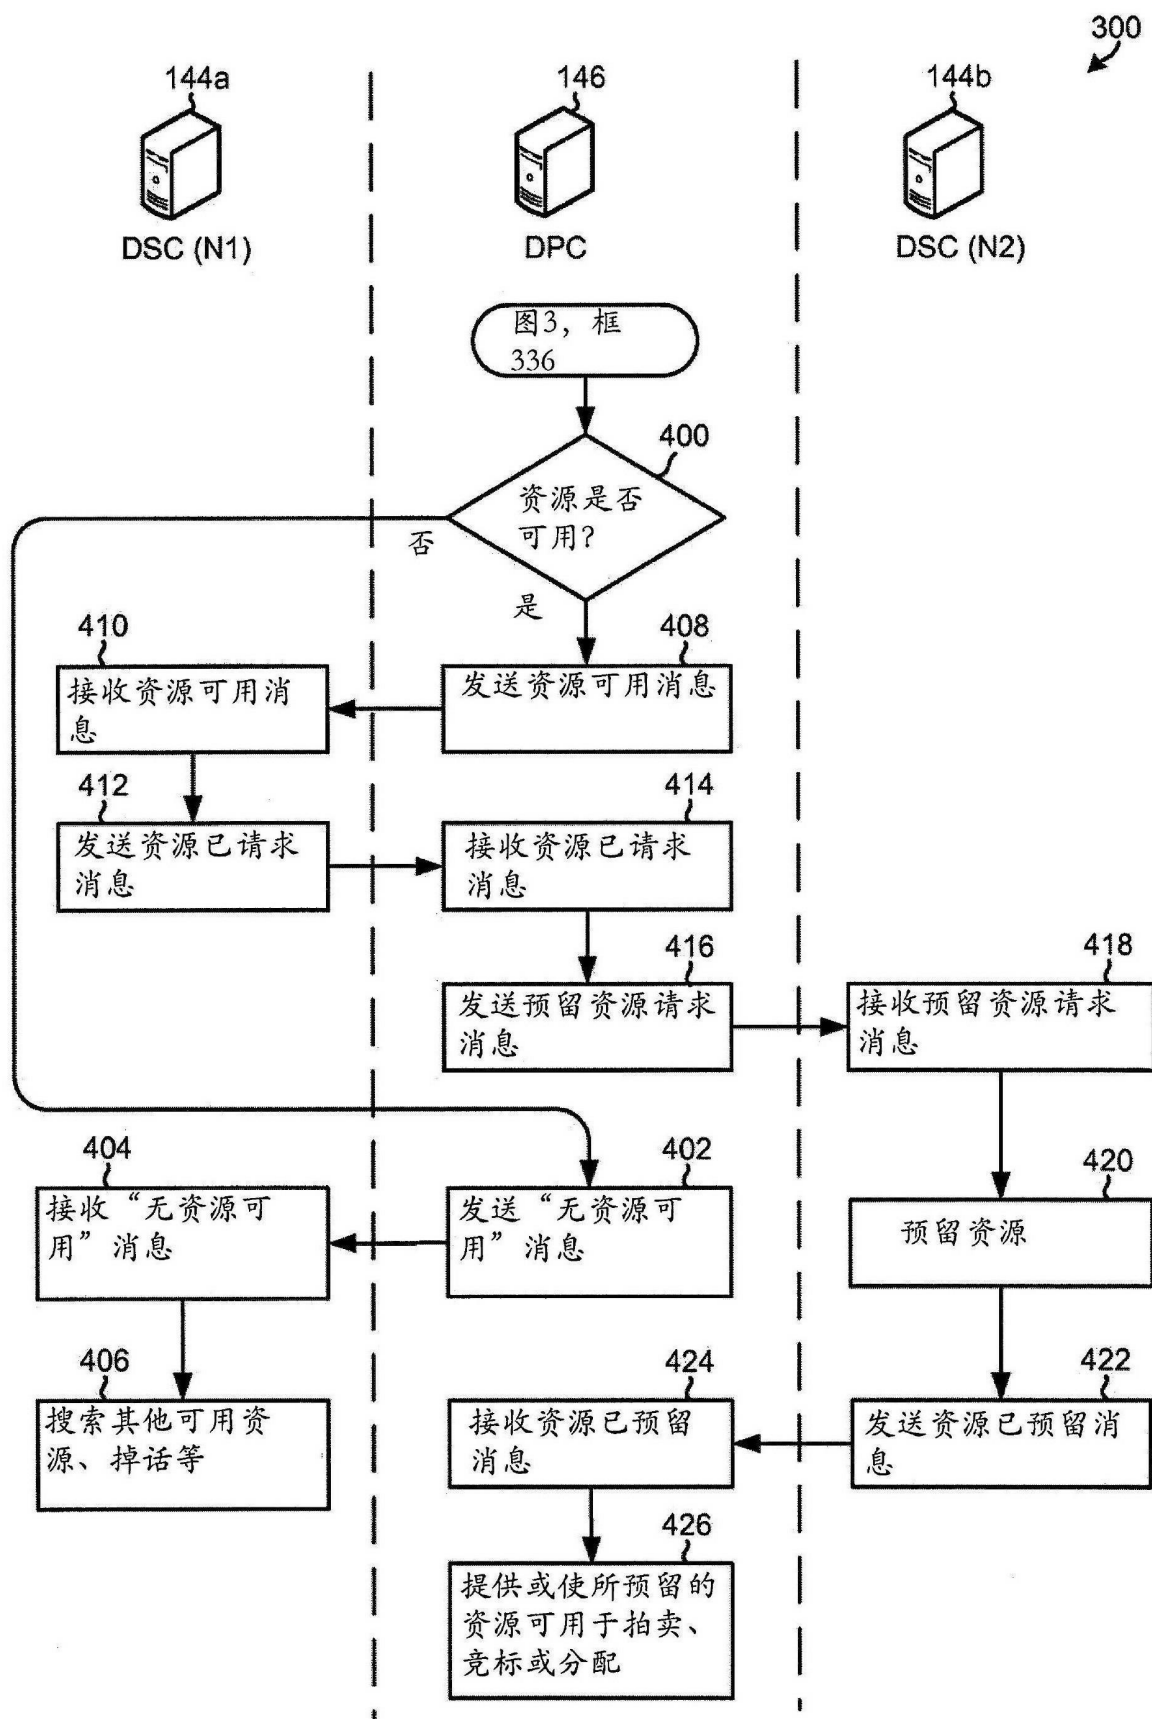 300
144a
146
144b
DSC (N1)
DPC
DSC (N2)
图3，框
336
400
资源是否
可用？
否
是
410
接收资源可用消
息
408
发送资源可用消息
412
发送资源已请求
消息
414
接收资源已请求
消息
416
发送预留资源请求
消息
418
接收预留资源请求
消息
404
接收“无资源可
用”消息
402
发送“无资源可
用”消息
420
预留资源
406
搜索其他可用资
源、掉话等
424
接收资源已预留
消息
422
发送资源已预留消
息
426
提供或使所预留的
资源可用于拍卖、
竞标或分配